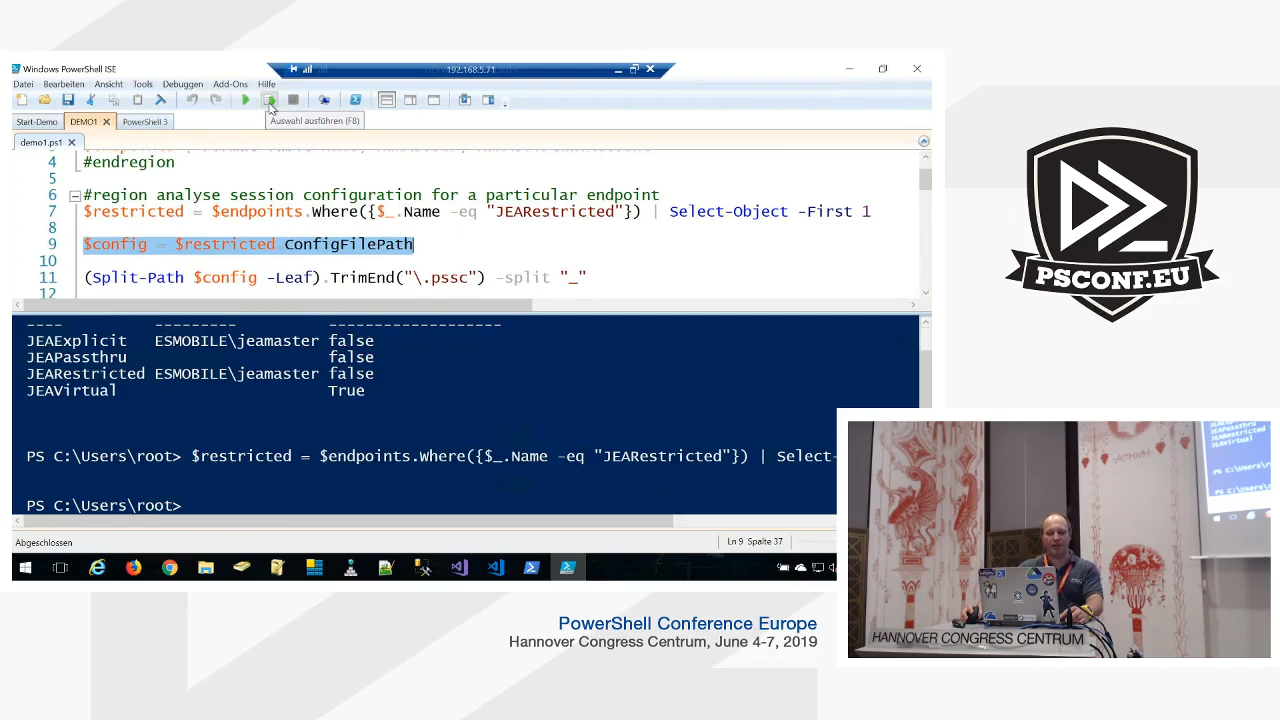 Windows PowerShell ISE
192.168.5.71
Datei Bearbeiten Ansicht Tools Debuggen Add-Ons Hilfe
Start-Demo DEMO1 PowerShell 3
Auswahl ausführen (F8)
demo1.ps1
4 #endregion
5
6 #region analyse session configuration for a particular endpoint
7 $restricted = $endpoints.Where({$_.Name -eq "JEARestricted"}) | Select-Object -First 1
8
9 $config = $restricted.ConfigFilePath
10
11 (Split-Path $config -Leaf).TrimEnd("\.pssc") -split "_"
12
---- --------- -------------------
JEAExplicit ESMOBILE\jeamaster false
JEAPassthru false
JEARestricted ESMOBILE\jeamaster false
JEAVirtual True
PS C:\Users\root> $restricted = $endpoints.Where({$_.Name -eq "JEARestricted"}) | Select-
PS C:\Users\root>
Abgeschlossen
Ln 9 Spalte 37
PSCONF.EU
HANNOVER CONGRESS CENTRUM
PowerShell Conference Europe
Hannover Congress Centrum, June 4-7, 2019